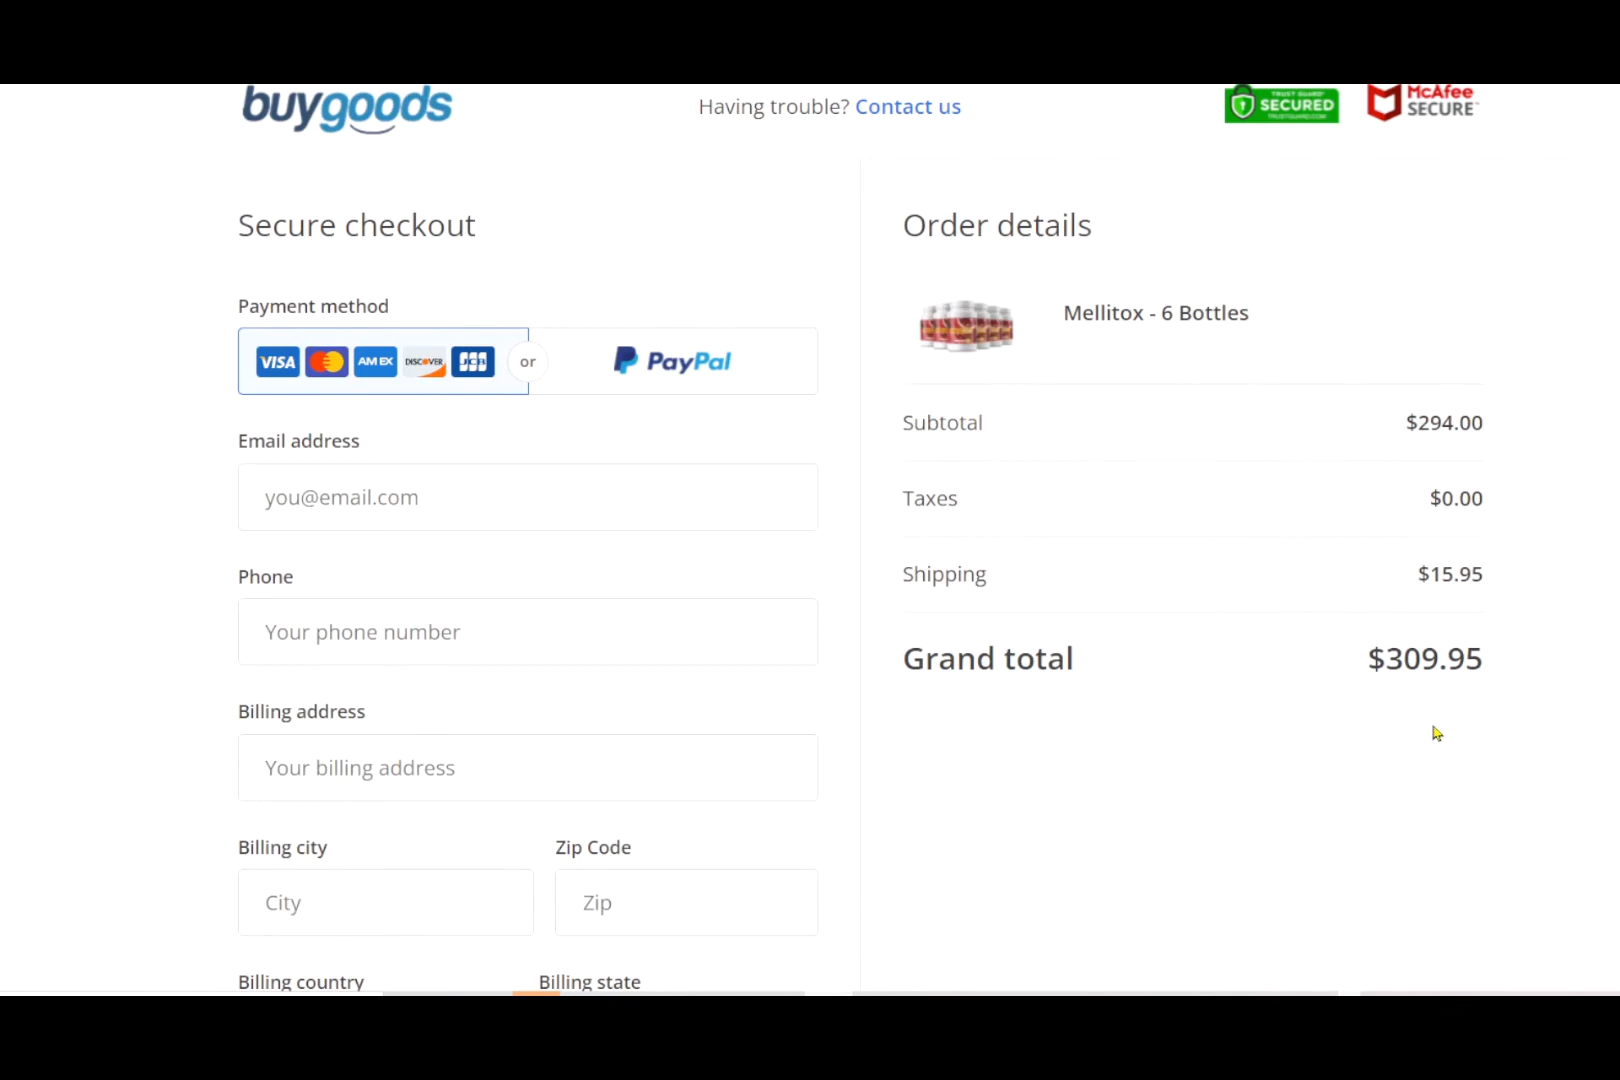 buygoods
Having trouble? Contact us
TRUST GUARD
SECURED
McAfee
SECURE
Secure checkout
Order details
Payment method
Mellitox - 6 Bottles
VISA AMEX DISCOVER JCB or PayPal
Subtotal $294.00
Email address
you@email.com
Taxes $0.00
Phone
Shipping $15.95
Your phone number
Grand total $309.95
Billing address
Your billing address
Billing city Zip Code
City Zip
Billing country Billing state